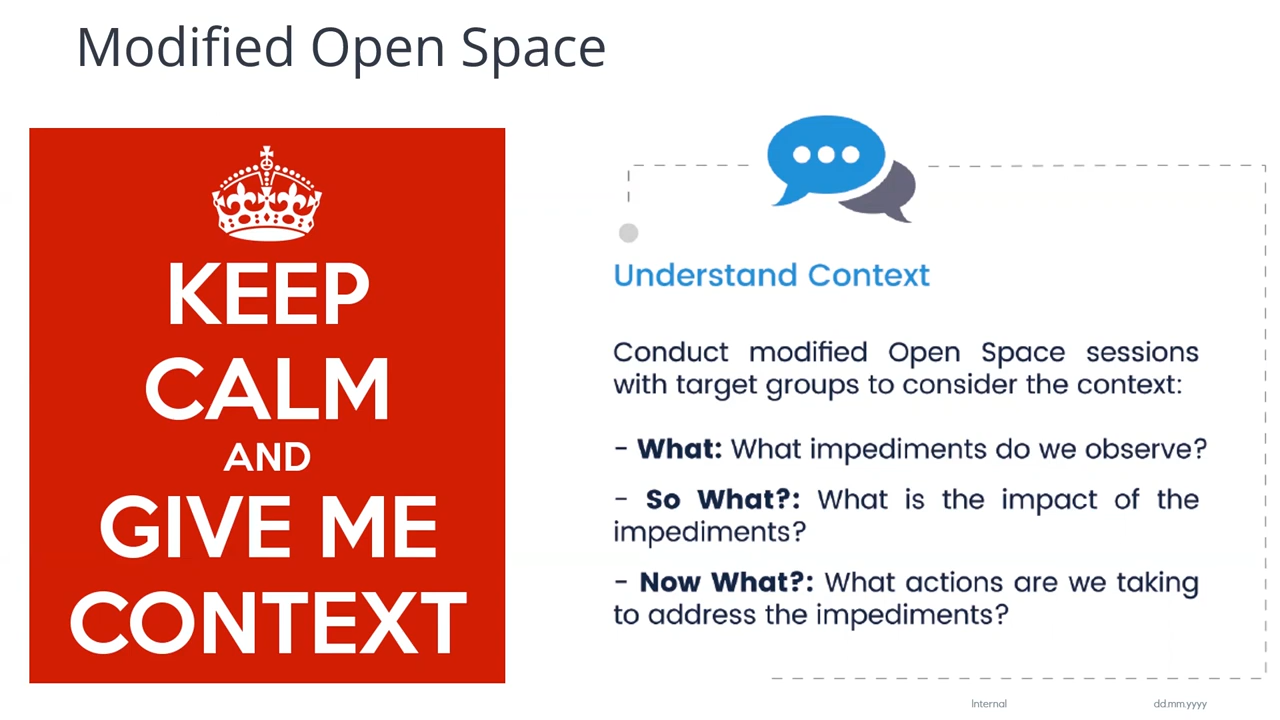 Modified Open Space
KEEP
CALM
AND
GIVE ME
CONTEXT
Understand Context
Conduct modified Open Space sessions
with target groups to consider the context:
- What: What impediments do we observe?
- So What?: What is the impact of the
impediments?
- Now What?: What actions are we taking
to address the impediments?
Internal
dd.mm.yyyy